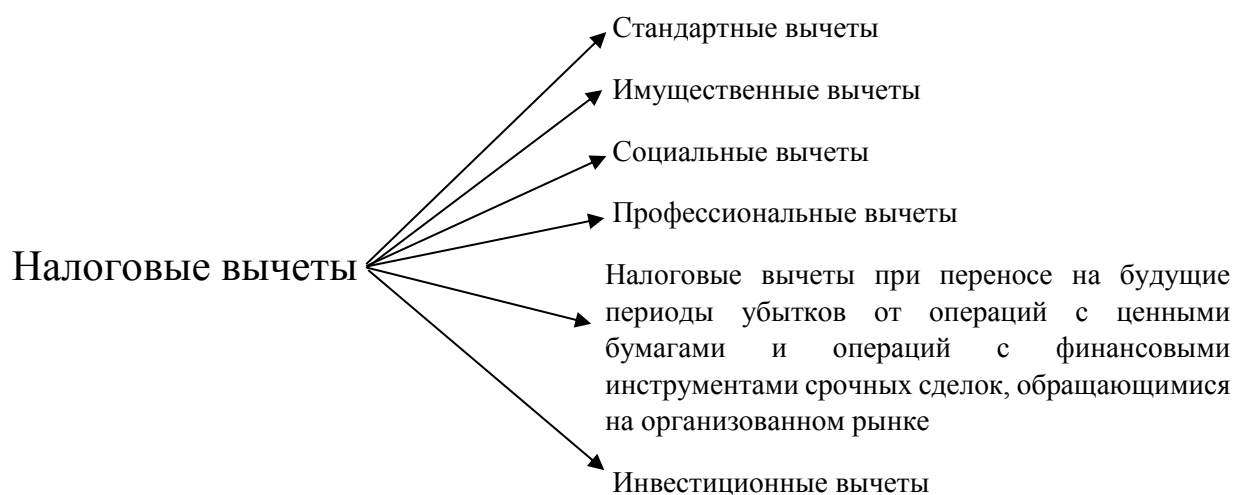 Стандартные вычеты
Имущественные вычеты
Социальные вычеты
Профессиональные вычеты
Налоговые вычеты
Налоговые вычеты при переносе на будущие
периоды убытков от операций с ценными
бумагами и операций с финансовыми
инструментами срочных сделок, обращающимися
на организованном рынке
Инвестиционные вычеты